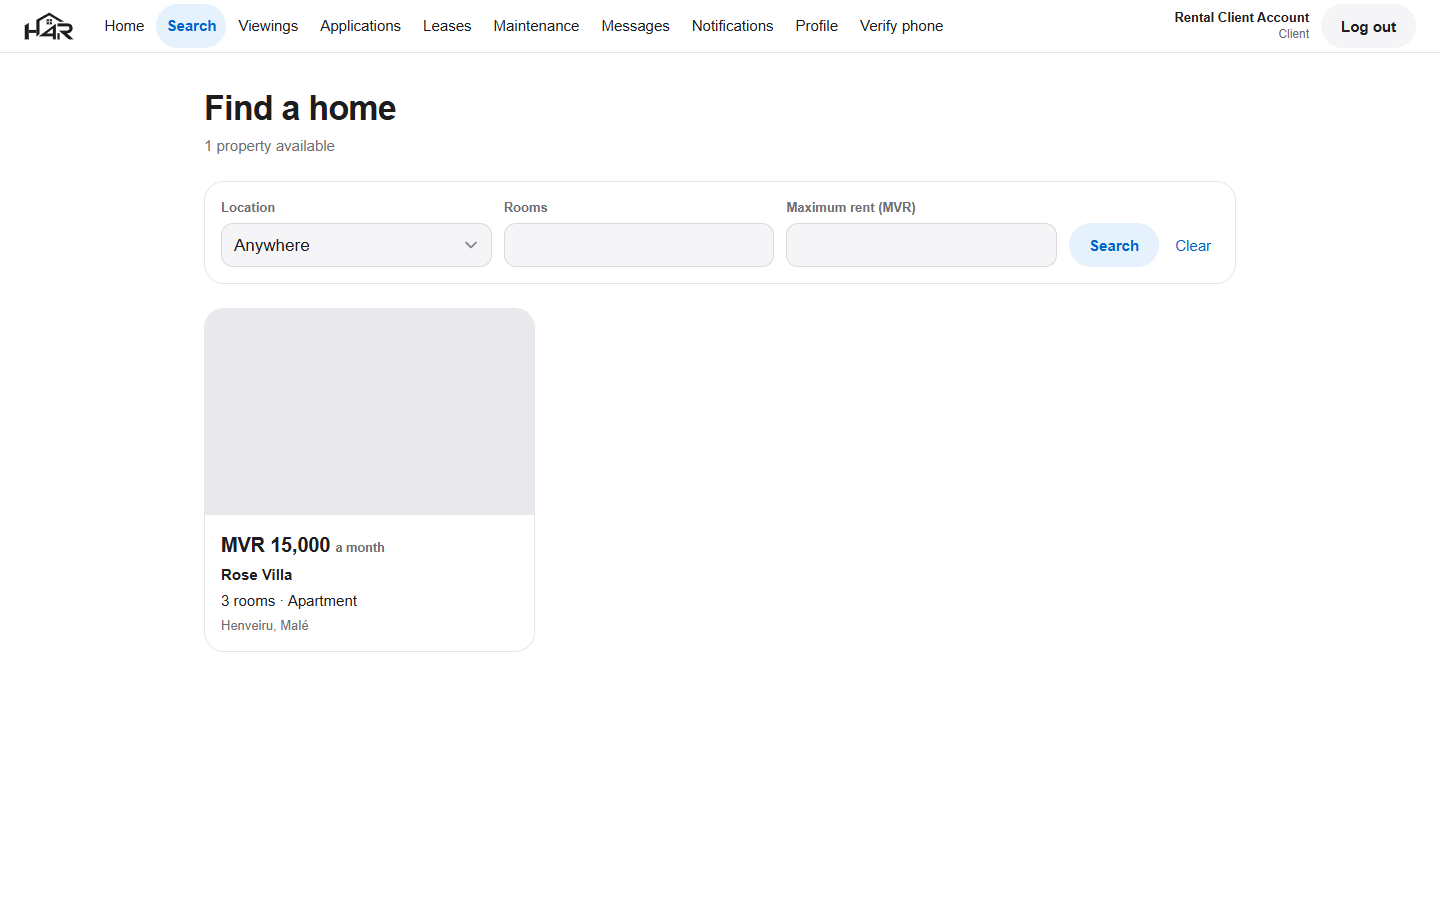 H4R
Home Search Viewings Applications Leases Maintenance Messages Notifications Profile Verify phone
Rental Client Account
Client
Log out
Find a home
1 property available
Location
Rooms
Maximum rent (MVR)
Anywhere
Search
Clear
MVR 15,000 a month
Rose Villa
3 rooms · Apartment
Henveiru, Malé